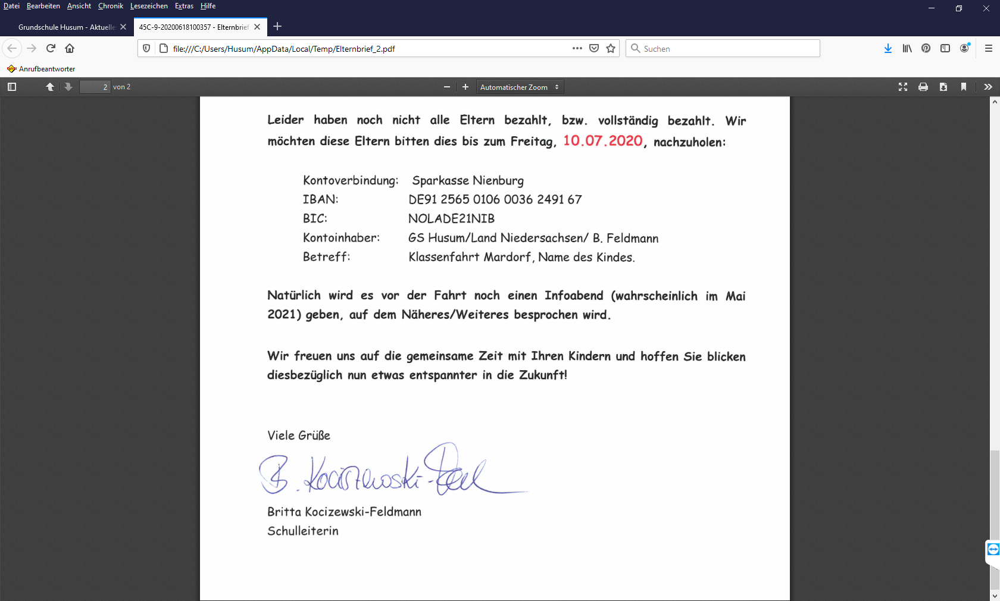 Datei Bearbeiten Ansicht Chronik Lesezeichen Extras Hilfe
Grundschule Husum - Aktuelle
45C-9-20200618100357 - Elternbrief
file:///C:/Users/Husum/AppData/Local/Temp/Elternbrief_2.pdf
Suchen
Anrufbeantworter
2 von 2
Automatischer Zoom
Leider haben noch nicht alle Eltern bezahlt, bzw. vollständig bezahlt. Wir
möchten diese Eltern bitten dies bis zum Freitag, 10.07.2020, nachzuholen:
Kontoverbindung: Sparkasse Nienburg
IBAN: DE91 2565 0106 0036 2491 67
BIC: NOLADE21NIB
Kontoinhaber: GS Husum/Land Niedersachsen/ B. Feldmann
Betreff: Klassenfahrt Mardorf, Name des Kindes.
Natürlich wird es vor der Fahrt noch einen Infoabend (wahrscheinlich im Mai
2021) geben, auf dem Näheres/Weiteres besprochen wird.
Wir freuen uns auf die gemeinsame Zeit mit Ihren Kindern und hoffen Sie blicken
diesbezüglich nun etwas entspannter in die Zukunft!
Viele Grüße
B. Kocizewski-Feld
Britta Kocizewski-Feldmann
Schulleiterin